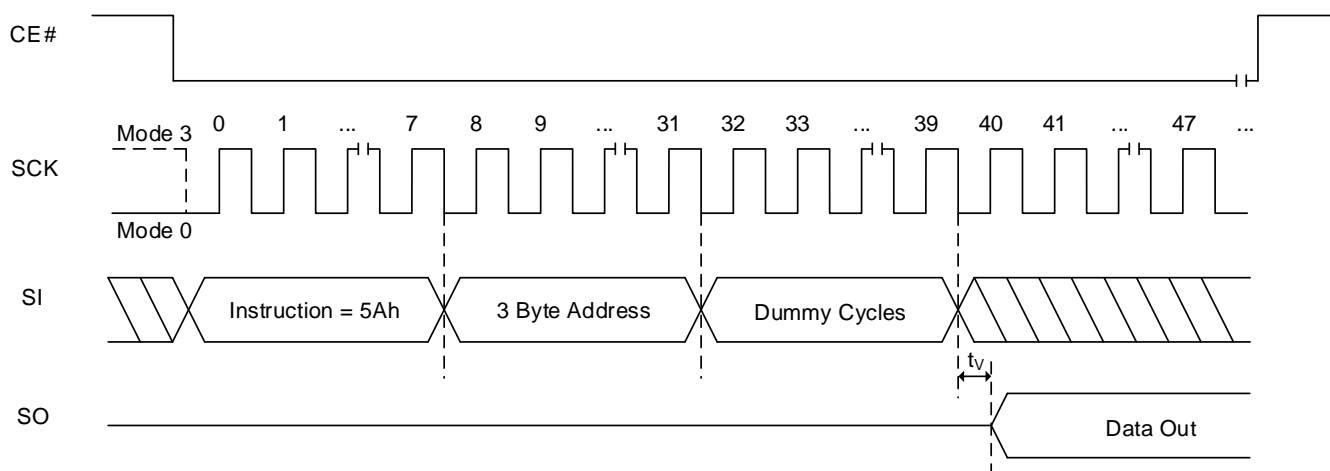 CE#
Mode 3 0 1 ... 7 8 9 ... 31 32 33 ... 39 40 41 ... 47 ...
SCK
Mode 0
SI Instruction = 5Ah 3 Byte Address Dummy Cycles
tV
SO Data Out